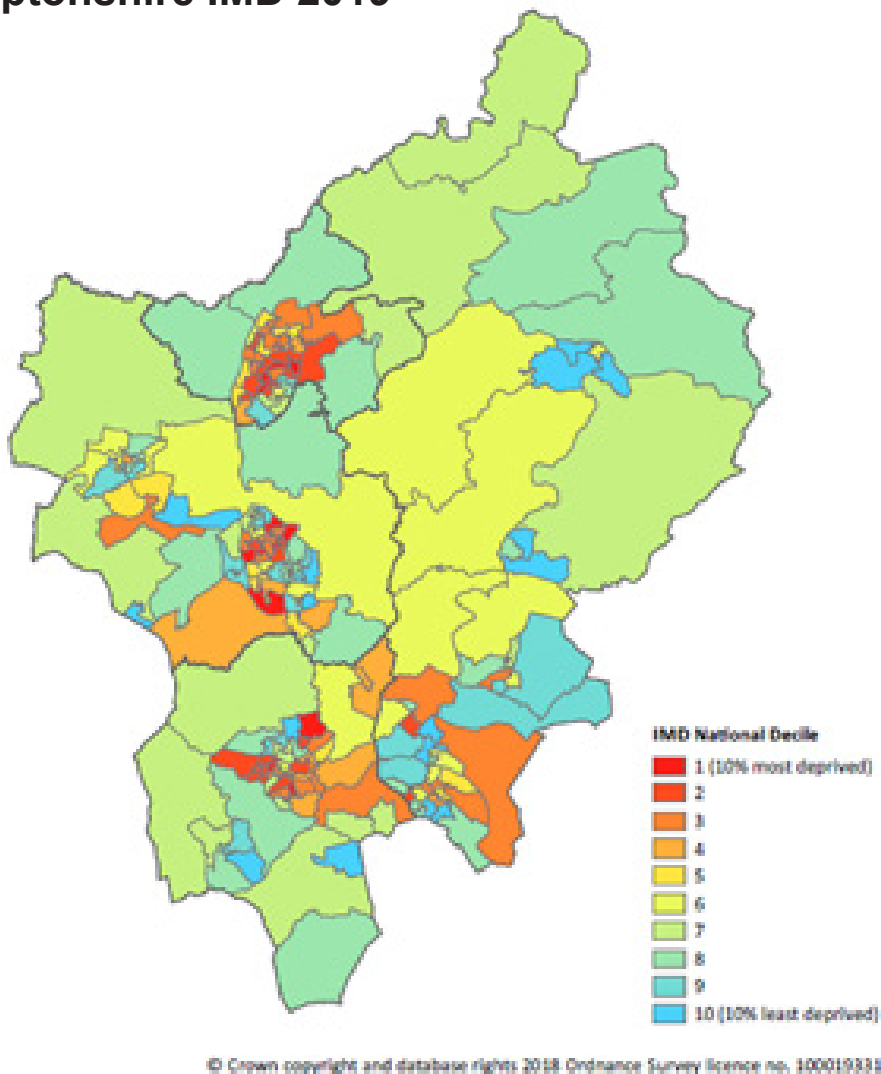 ptonshire IMD 2019
IMD National Decile
1 (10% most deprived)
2
3
4
5
6
7
8
9
10 (10% least deprived)
© Crown copyright and database rights 2018 Ordnance Survey licence no. 100019331